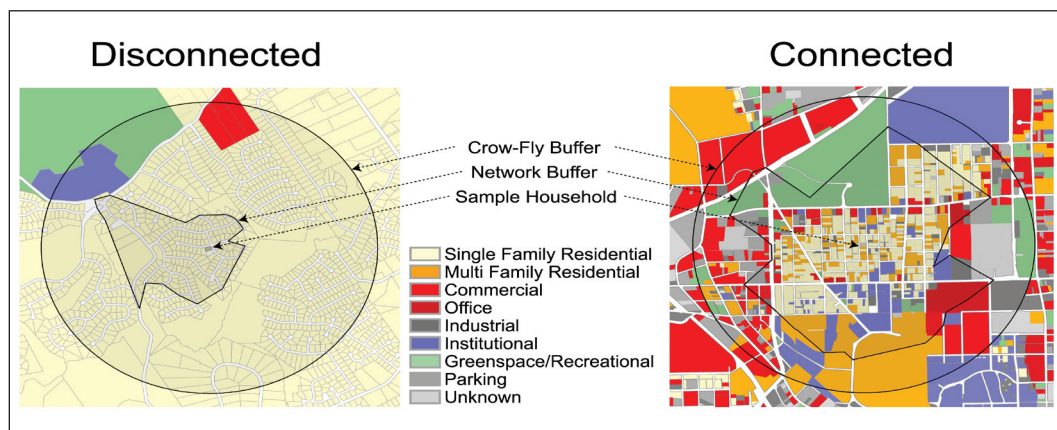 Disconnected
Connected
Crow-Fly Buffer
Network Buffer
Sample Household
Single Family Residential
Multi Family Residential
Commercial
Office
Industrial
Institutional
Greenspace/Recreational
Parking
Unknown